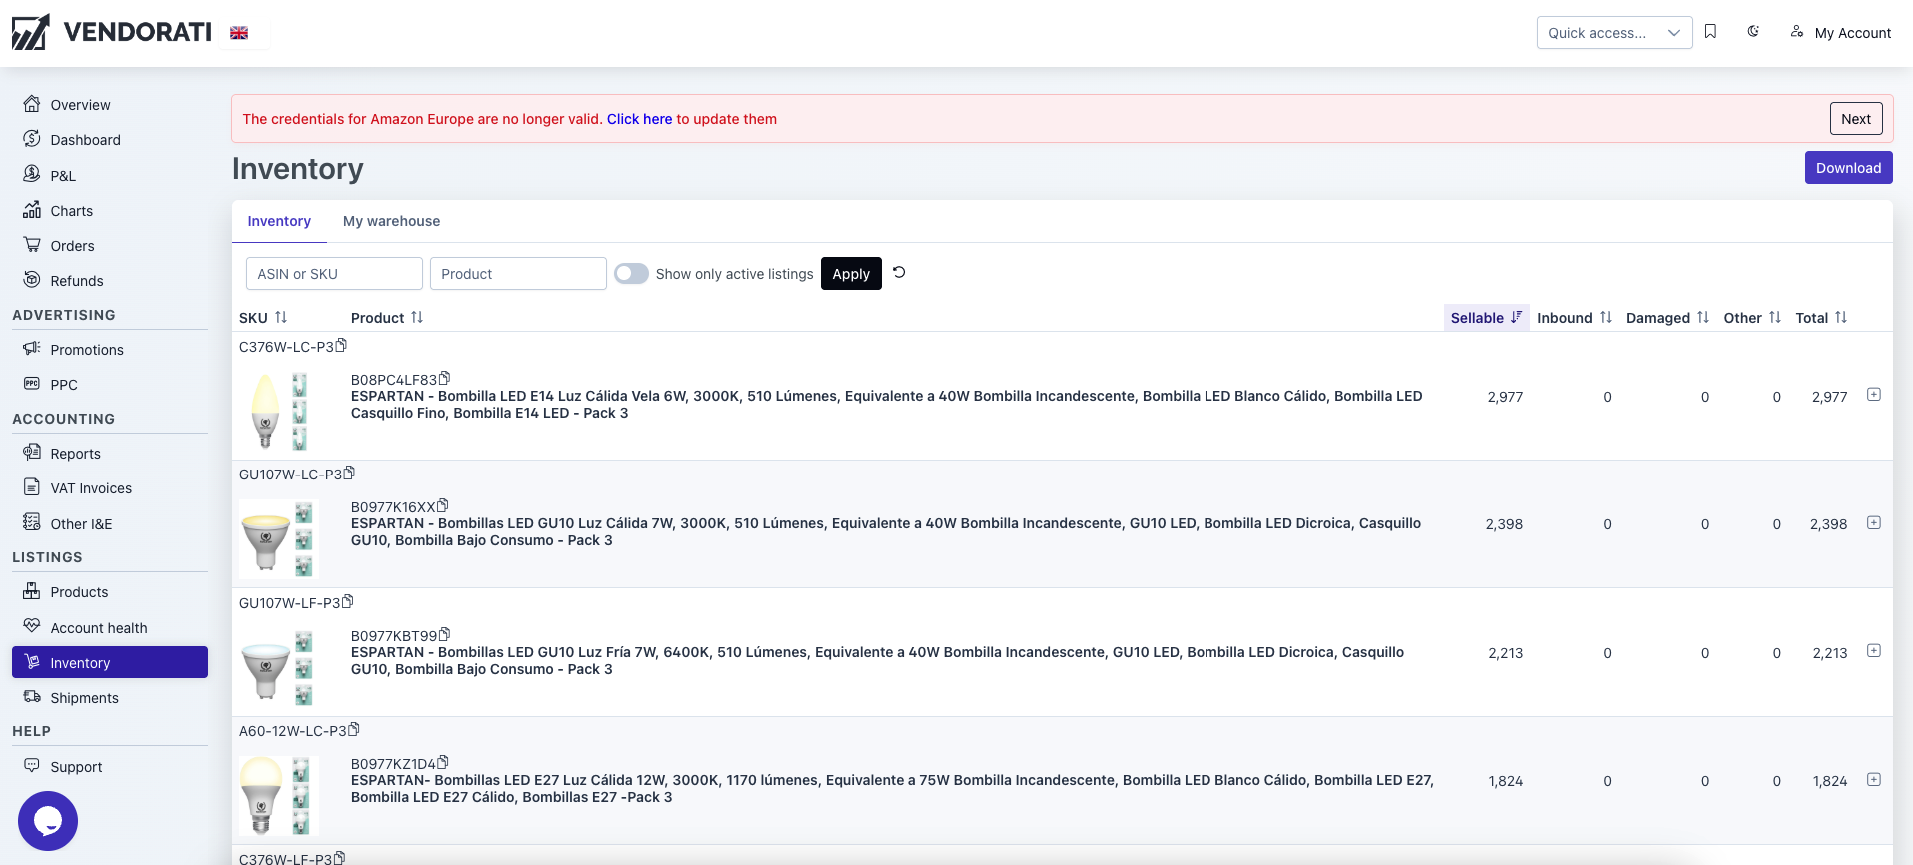 VENDORATI
Quick access...
My Account
Overview
Dashboard
P&L
Charts
Orders
Refunds
ADVERTISING
Promotions
PPC
PPC
ACCOUNTING
Reports
VAT Invoices
Other I&E
LISTINGS
Products
Account health
Inventory
Shipments
HELP
Support
The credentials for Amazon Europe are no longer valid. Click here to update them
Next
Inventory
Download
Inventory
My warehouse
ASIN or SKU
Product
Show only active listings
Apply
SKU
Product
Sellable
Inbound
Damaged
Other
Total
C376W-LC-P3
B08PC4LF83
ESPARTAN - Bombilla LED E14 Luz Cálida Vela 6W, 3000K, 510 Lúmenes, Equivalente a 40W Bombilla Incandescente, Bombilla LED Blanco Cálido, Bombilla LED
Casquillo Fino, Bombilla E14 LED - Pack 3
2,977
0
0
0
2,977
GU107W-LC-P3
B0977K16XX
ESPARTAN - Bombillas LED GU10 Luz Cálida 7W, 3000K, 510 Lúmenes, Equivalente a 40W Bombilla Incandescente, GU10 LED, Bombilla LED Dicroica, Casquillo
GU10, Bombilla Bajo Consumo - Pack 3
2,398
0
0
0
2,398
GU107W-LF-P3
B0977KBT99
ESPARTAN - Bombillas LED GU10 Luz Fría 7W, 6400K, 510 Lúmenes, Equivalente a 40W Bombilla Incandescente, GU10 LED, Bombilla LED Dicroica, Casquillo
GU10, Bombilla Bajo Consumo - Pack 3
2,213
0
0
0
2,213
A60-12W-LC-P3
B0977KZ1D4
ESPARTAN- Bombillas LED E27 Luz Cálida 12W, 3000K, 1170 lúmenes, Equivalente a 75W Bombilla Incandescente, Bombilla LED Blanco Cálido, Bombilla LED E27,
Bombilla LED E27 Cálido, Bombillas E27 -Pack 3
1,824
0
0
0
1,824
C376W-LF-P3